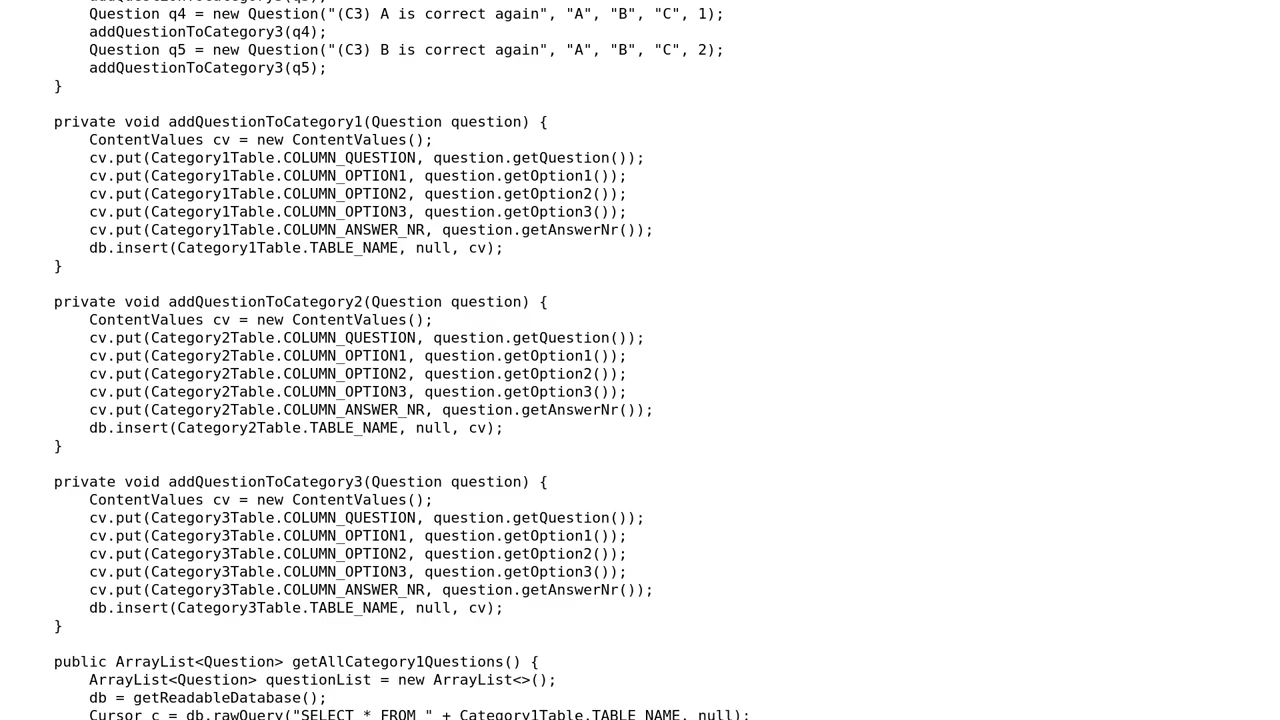 Question q4 = new Question("(C3) A is correct again", "A", "B", "C", 1);
addQuestionToCategory3(q4);
Question q5 = new Question("(C3) B is correct again", "A", "B", "C", 2);
addQuestionToCategory3(q5);
}
private void addQuestionToCategory1(Question question) {
ContentValues cv = new ContentValues();
cv.put(Category1Table.COLUMN_QUESTION, question.getQuestion());
cv.put(Category1Table.COLUMN_OPTION1, question.getOption1());
cv.put(Category1Table.COLUMN_OPTION2, question.getOption2());
cv.put(Category1Table.COLUMN_OPTION3, question.getOption3());
cv.put(Category1Table.COLUMN_ANSWER_NR, question.getAnswerNr());
db.insert(Category1Table.TABLE_NAME, null, cv);
}
private void addQuestionToCategory2(Question question) {
ContentValues cv = new ContentValues();
cv.put(Category2Table.COLUMN_QUESTION, question.getQuestion());
cv.put(Category2Table.COLUMN_OPTION1, question.getOption1());
cv.put(Category2Table.COLUMN_OPTION2, question.getOption2());
cv.put(Category2Table.COLUMN_OPTION3, question.getOption3());
cv.put(Category2Table.COLUMN_ANSWER_NR, question.getAnswerNr());
db.insert(Category2Table.TABLE_NAME, null, cv);
}
private void addQuestionToCategory3(Question question) {
ContentValues cv = new ContentValues();
cv.put(Category3Table.COLUMN_QUESTION, question.getQuestion());
cv.put(Category3Table.COLUMN_OPTION1, question.getOption1());
cv.put(Category3Table.COLUMN_OPTION2, question.getOption2());
cv.put(Category3Table.COLUMN_OPTION3, question.getOption3());
cv.put(Category3Table.COLUMN_ANSWER_NR, question.getAnswerNr());
db.insert(Category3Table.TABLE_NAME, null, cv);
}
public ArrayList<Question> getAllCategory1Questions() {
ArrayList<Question> questionList = new ArrayList<>();
db = getReadableDatabase();
Cursor c = db.rawQuery("SELECT * FROM " + Category1Table.TABLE_NAME, null);